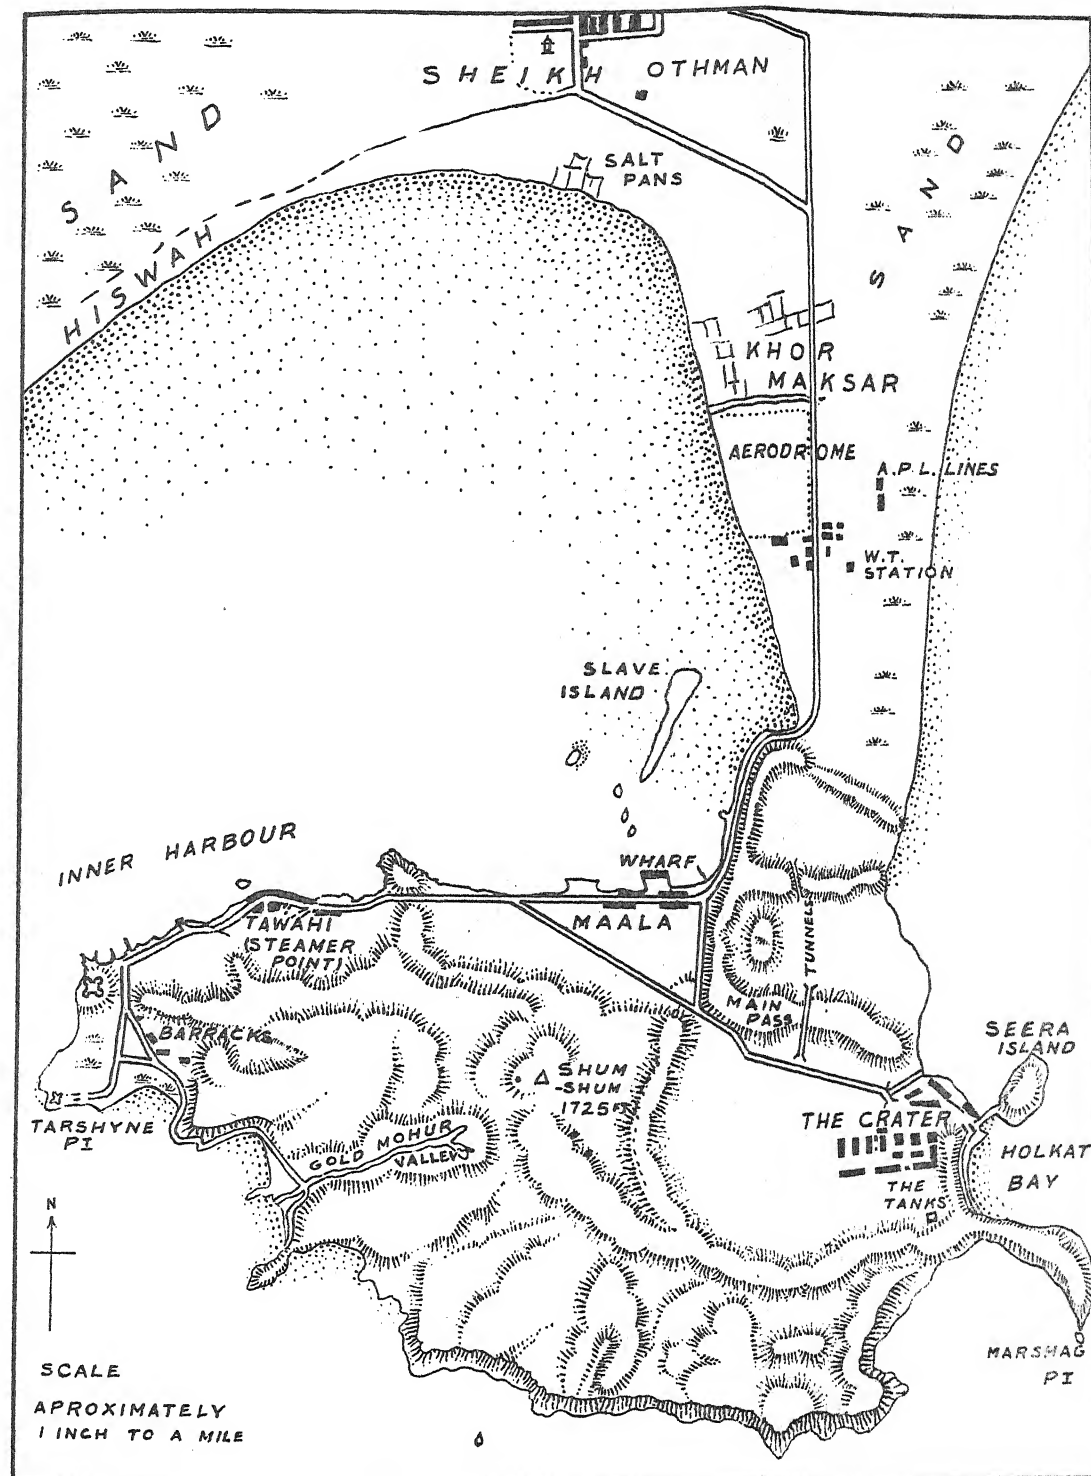 SHEIKH OTHMAN
SAND
SALT
PANS
SAND
HISWAH
KHOR
MAKSAR
AERODROME
A.P.L. LINES
W.T.
STATION
SLAVE
ISLAND
INNER HARBOUR
WHARF
MAALA
TAWAHI
(STEAMER
POINT)
TUNNELS
MAIN
PASS
BARRACKS
SEERA
ISLAND
SHUM
-SHUM
1725FT
TARSHYNE
PT
GOLD MOHUR
VALLEY
THE CRATER
HOLKAT
BAY
THE
TANKS
N
MARSHAG
PT
SCALE
APROXIMATELY
1 INCH TO A MILE